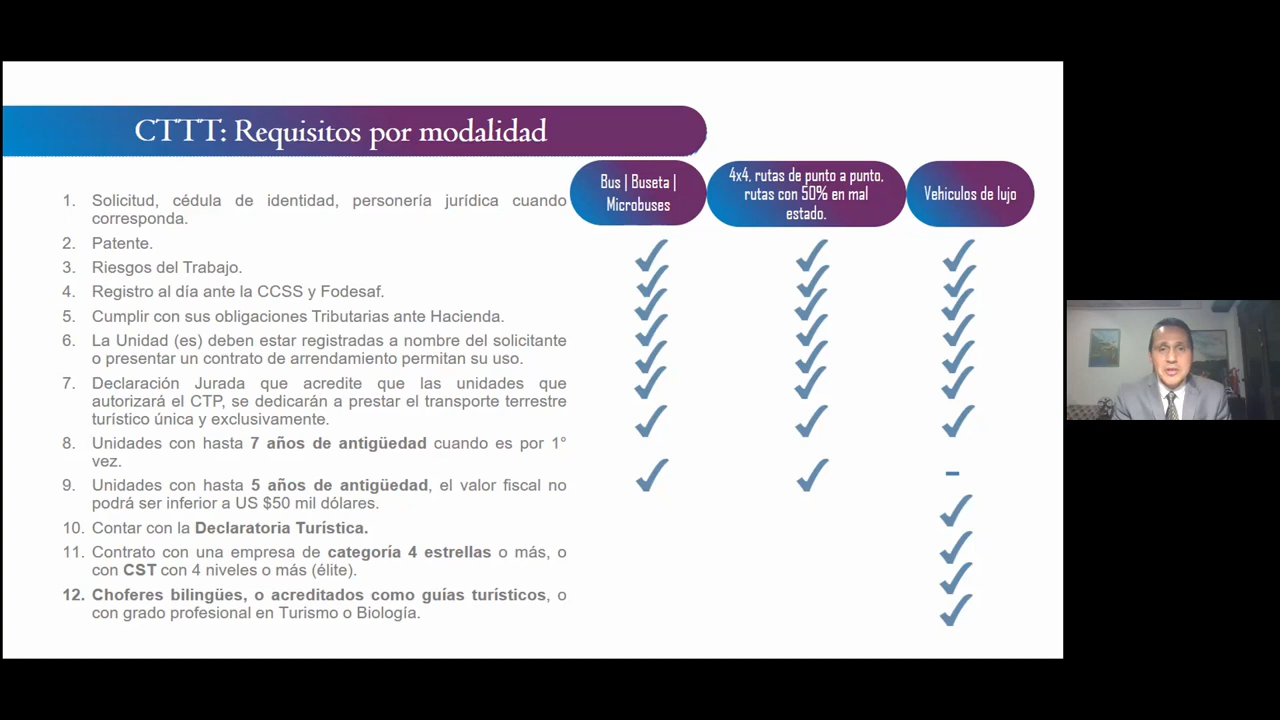 CTTT: Requisitos por modalidad
Bus | Buseta |
Microbuses
4x4, rutas de punto a punto,
rutas con 50% en mal
estado.
Vehiculos de lujo
1. Solicitud, cédula de identidad, personería jurídica cuando
corresponda.
2. Patente.
3. Riesgos del Trabajo.
4. Registro al día ante la CCSS y Fodesaf.
5. Cumplir con sus obligaciones Tributarias ante Hacienda.
6. La Unidad (es) deben estar registradas a nombre del solicitante
o presentar un contrato de arrendamiento permitan su uso.
7. Declaración Jurada que acredite que las unidades que
autorizará el CTP, se dedicarán a prestar el transporte terrestre
turístico única y exclusivamente.
8. Unidades con hasta 7 años de antigüedad cuando es por 1°
vez.
9. Unidades con hasta 5 años de antigüedad, el valor fiscal no
podrá ser inferior a US $50 mil dólares.
10. Contar con la Declaratoria Turística.
11. Contrato con una empresa de categoría 4 estrellas o más, o
con CST con 4 niveles o más (élite).
12. Choferes bilingües, o acreditados como guías turísticos, o
con grado profesional en Turismo o Biología.